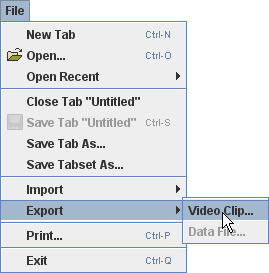 File
New Tab Ctrl-N
Open... Ctrl-O
Open Recent
Close Tab "Untitled"
Save Tab "Untitled" Ctrl-S
Save Tab As...
Save Tabset As...
Import
Export
Video Clip...
Data File...
Print... Ctrl-P
Exit Ctrl-Q